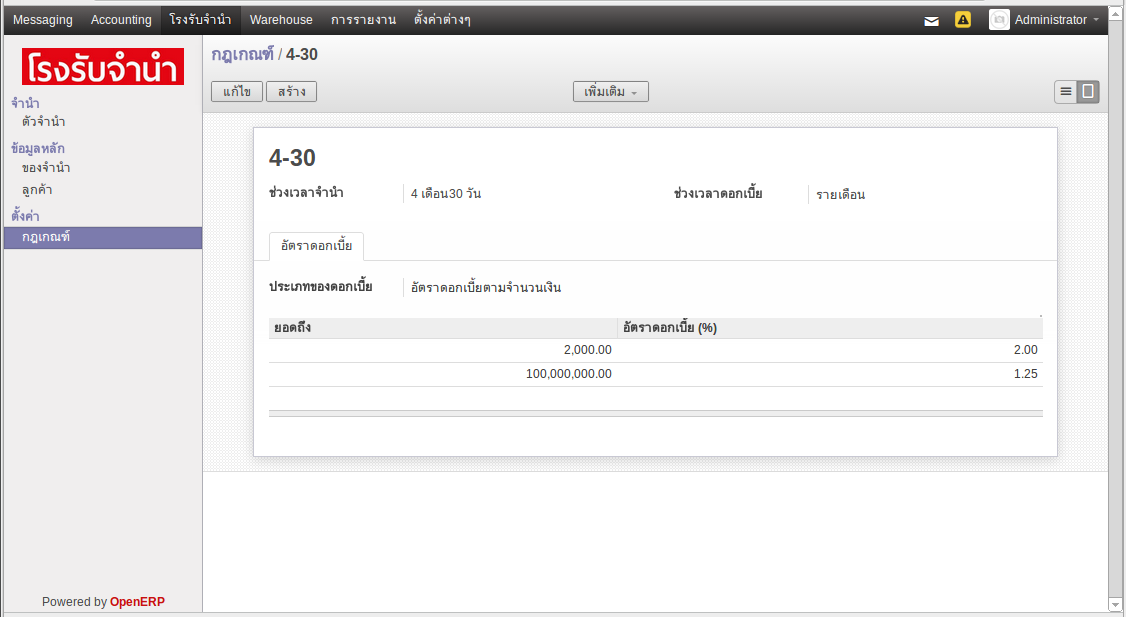 Messaging Accounting โรงรับจำนำ Warehouse การรายงาน ตั้งค่าต่างๆ Administrator
โรงรับจำนำ
จำนำ
ตัวจำนำ
ข้อมูลหลัก
ของจำนำ
ลูกค้า
ตั้งค่า
กฎเกณฑ์
Powered by OpenERP
กฎเกณฑ์ / 4-30
แก้ไข สร้าง เพิ่มเติม
4-30
ช่วงเวลาจำนำ 4 เดือน30 วัน ช่วงเวลาดอกเบี้ย รายเดือน
อัตราดอกเบี้ย
ประเภทของดอกเบี้ย อัตราดอกเบี้ยตามจำนวนเงิน
ยอดถึง อัตราดอกเบี้ย (%)
2,000.00 2.00
100,000,000.00 1.25